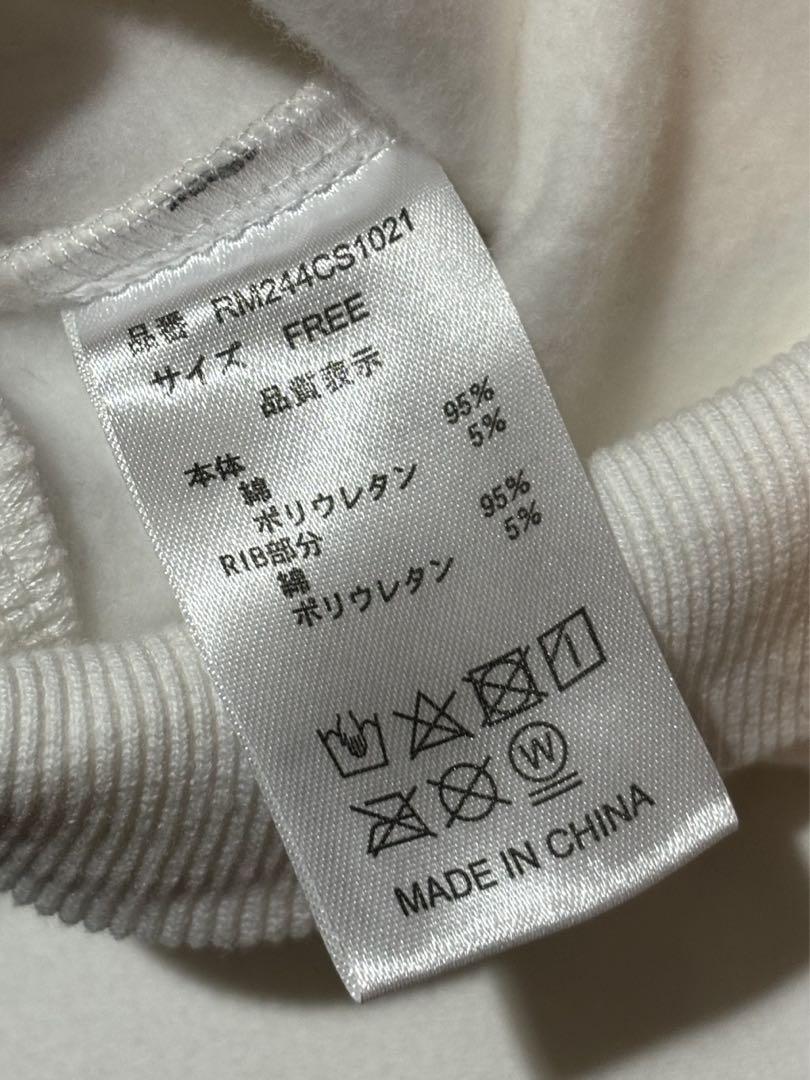 品番 RM244CS1021
サイズ FREE
品質表示
本体
綿 95%
ポリウレタン 5%
RIB部分
綿 95%
ポリウレタン 5%
W
MADE IN CHINA